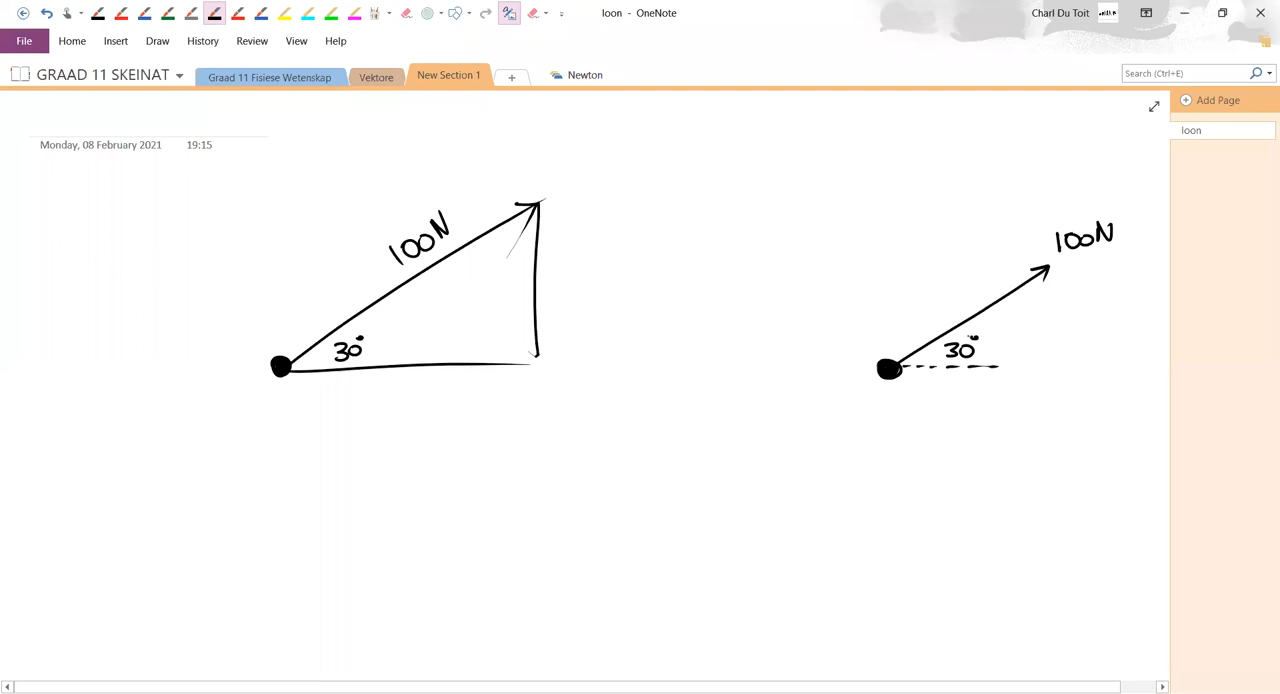 loon - OneNote
Charl Du Toit
File Home Insert Draw History Review View Help
GRAAD 11 SKEINAT
Graad 11 Fisiese Wetenskap
Vektore
New Section 1
Newton
Search (Ctrl+E)
Add Page
loon
Monday, 08 February 2021 19:15
100N
30°
100N
30°